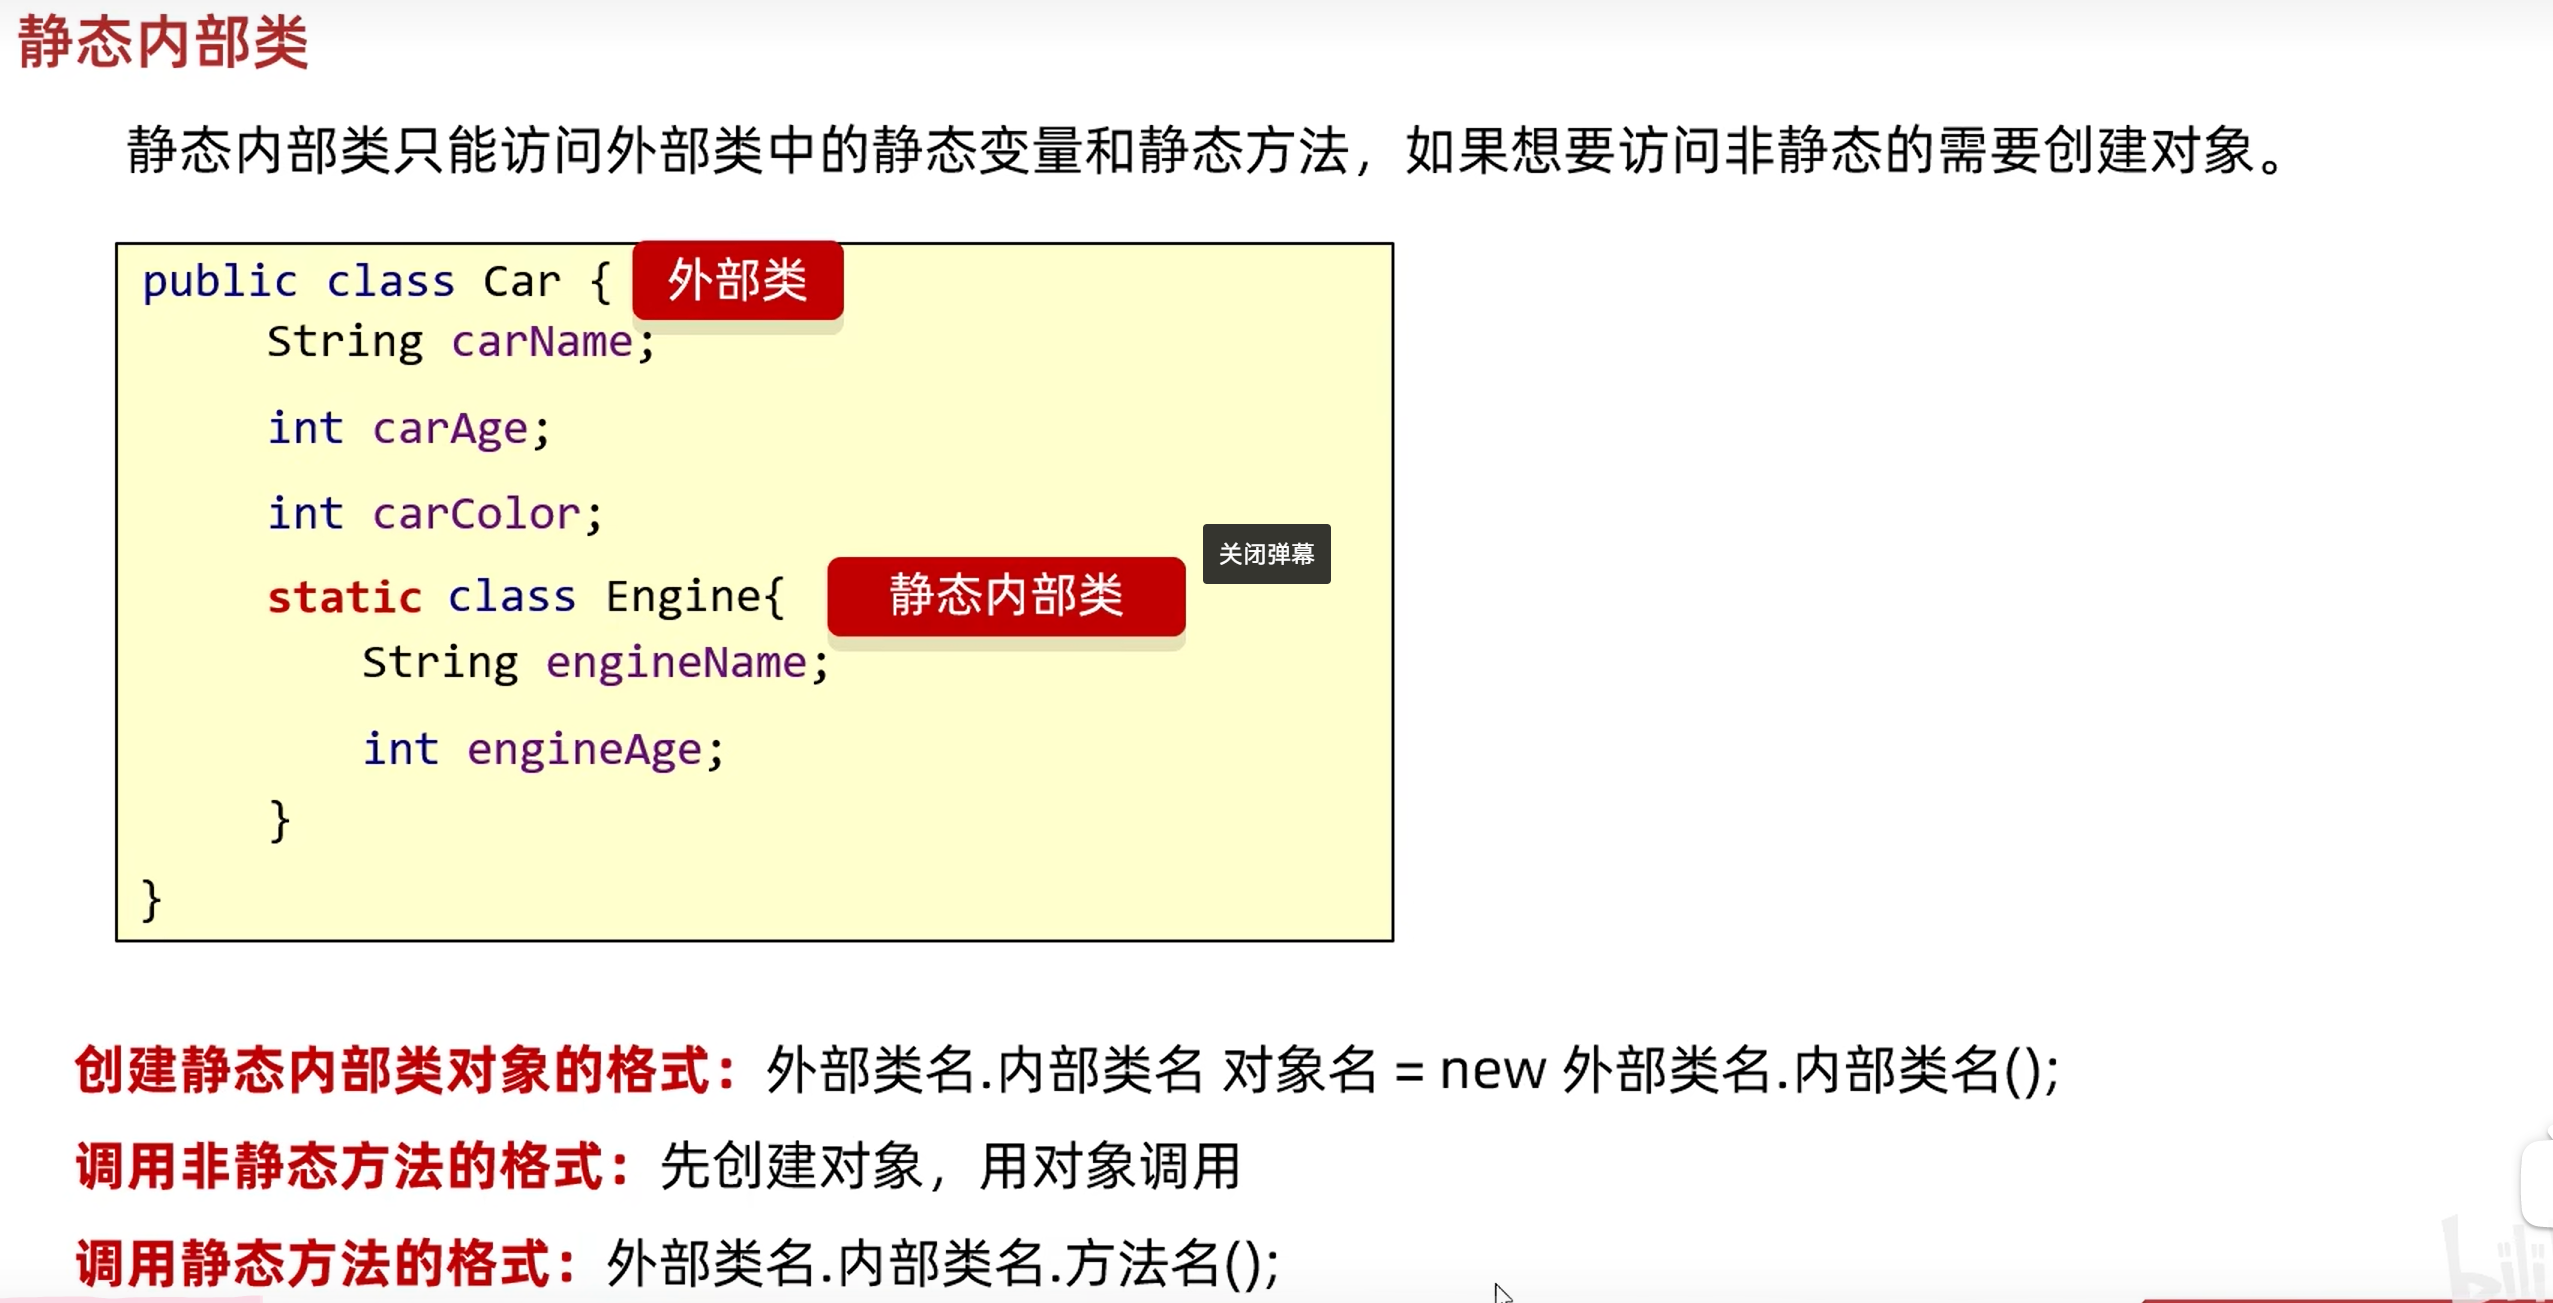 静态内部类
静态内部类只能访问外部类中的静态变量和静态方法，如果想要访问非静态的需要创建对象。
public class Car { 外部类
String carName;
int carAge;
int carColor;
关闭弹幕
static class Engine{ 静态内部类
String engineName;
int engineAge;
}
}
创建静态内部类对象的格式：外部类名.内部类名 对象名 = new 外部类名.内部类名();
调用非静态方法的格式：先创建对象，用对象调用
调用静态方法的格式：外部类名.内部类名.方法名();
bili